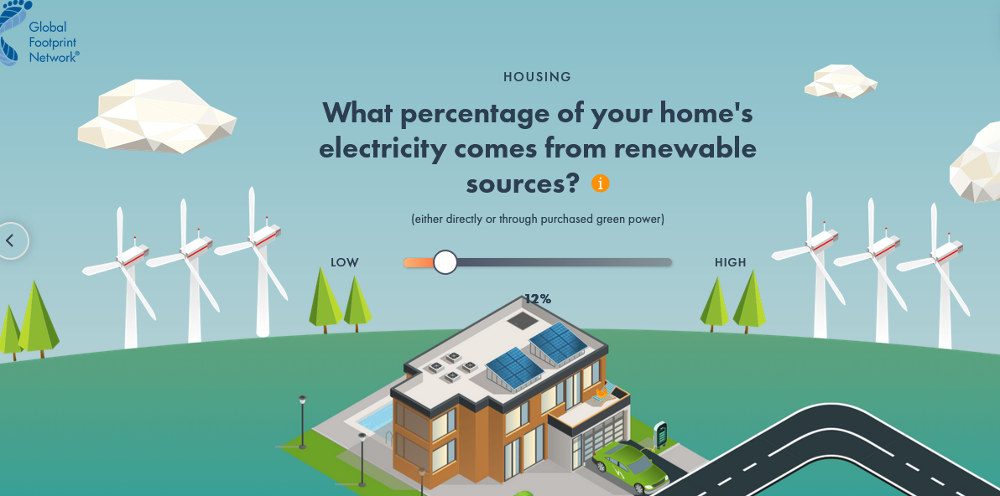 Global
Footprint
Network®
HOUSING
What percentage of your home's
electricity comes from renewable
sources? i
(either directly or through purchased green power)
LOW
HIGH
12%